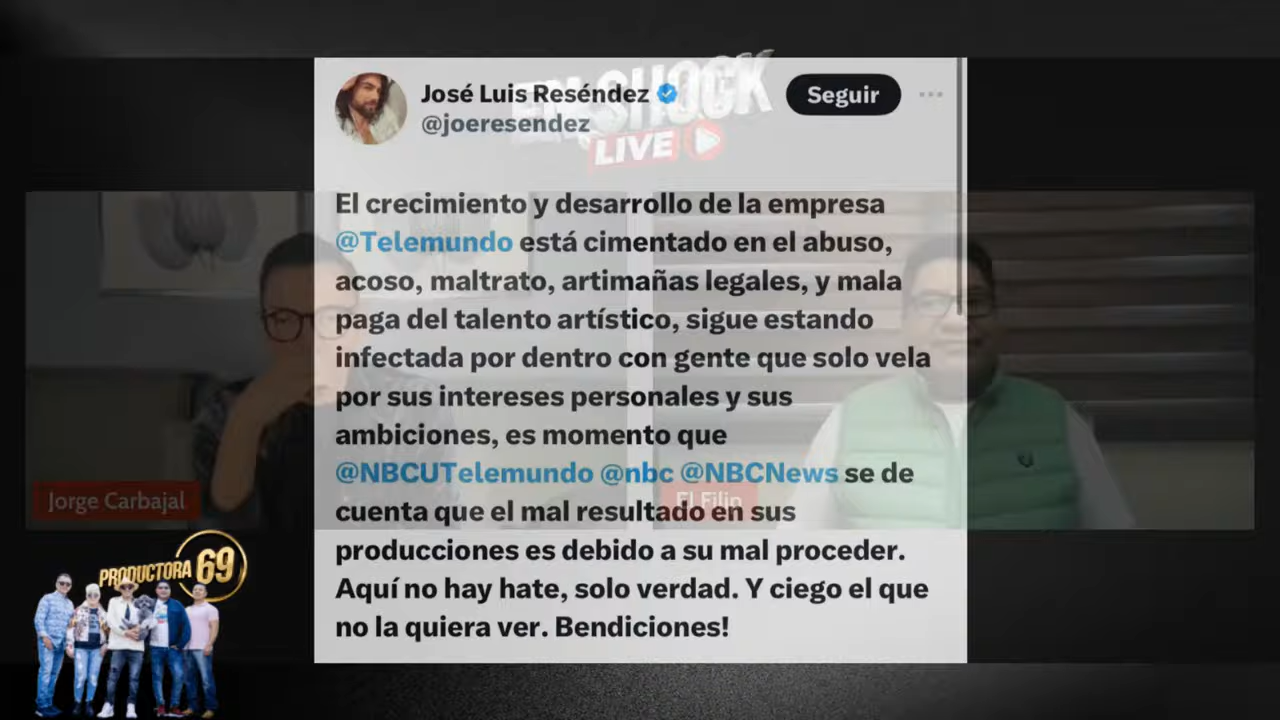 EN SHOCK
LIVE
José Luis Reséndez
@joeresendez
Seguir
El crecimiento y desarrollo de la empresa
@Telemundo está cimentado en el abuso,
acoso, maltrato, artimañas legales, y mala
paga del talento artístico, sigue estando
infectada por dentro con gente que solo vela
por sus intereses personales y sus
ambiciones, es momento que
@NBCUTelemundo @nbc @NBCNews se de
cuenta que el mal resultado en sus
producciones es debido a su mal proceder.
Aquí no hay hate, solo verdad. Y ciego el que
no la quiera ver. Bendiciones!
Jorge Carbajal
El Filip
PRODUCTORA 69